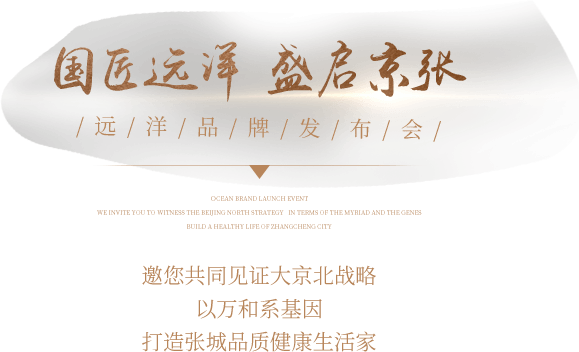 国匠远洋 盛启京张
/ 远 / 洋 / 品 / 牌 / 发 / 布 / 会 /
OCEAN BRAND LAUNCH EVENT
WE INVITE YOU TO WITNESS THE BEIJING NORTH STRATEGY IN TERMS OF THE MYRIAD AND THE GENES
BUILD A HEALTHY LIFE OF ZHANGCHENG CITY
邀您共同见证大京北战略
以万和系基因
打造张城品质健康生活家